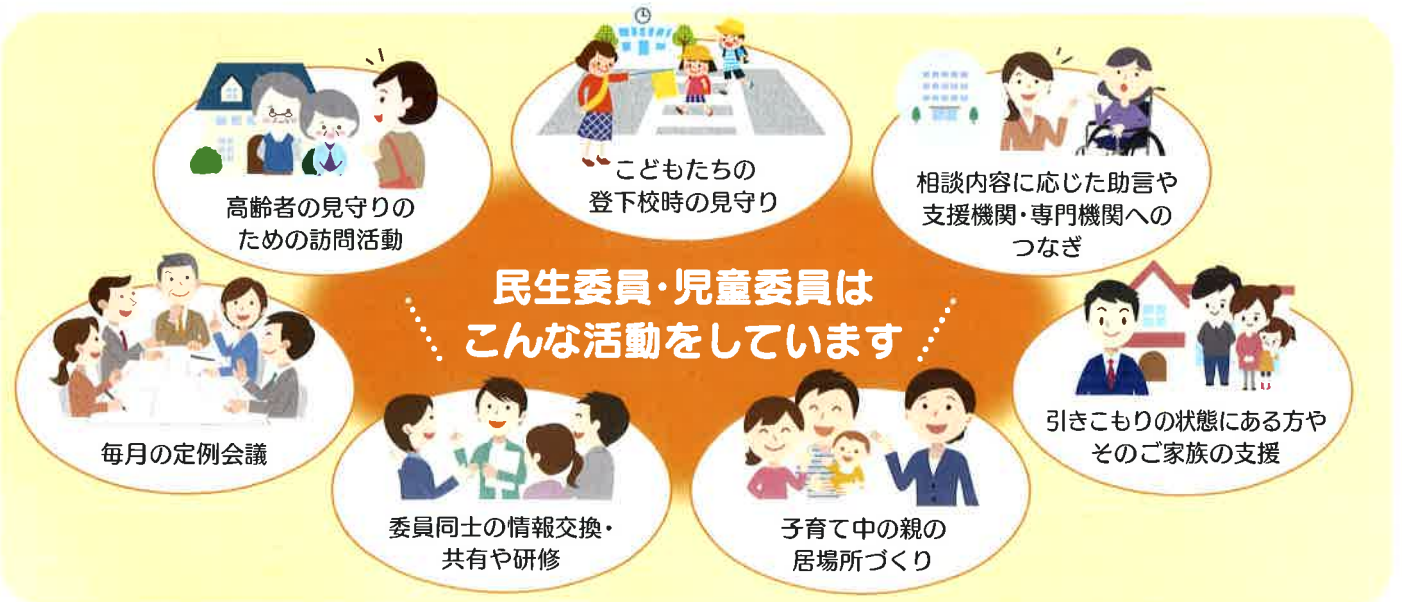 民生委員・児童委員は
こんな活動をしています
高齢者の見守りの
ための訪問活動
こどもたちの
登下校時の見守り
相談内容に応じた助言や
支援機関・専門機関への
つなぎ
毎月の定例会議
委員同士の情報交換・
共有や研修
子育て中の親の
居場所づくり
引きこもりの状態にある方や
そのご家族の支援